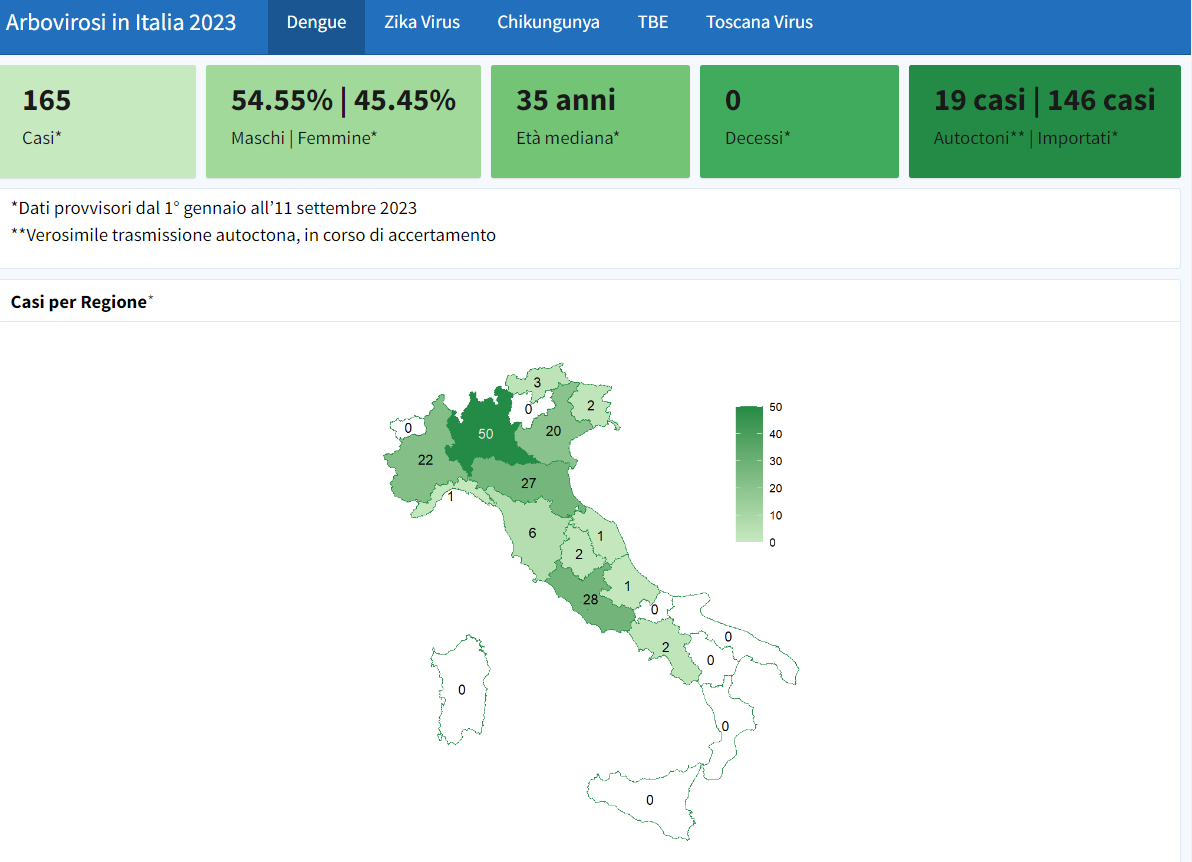 Arbovirosi in Italia 2023 Dengue Zika Virus Chikungunya TBE Toscana Virus
165 54.55% | 45.45% 35 anni 0 19 casi | 146 casi
Casi* Maschi | Femmine* Età mediana* Decessi* Autoctoni** | Importati*
*Dati provvisori dal 1° gennaio all'11 settembre 2023
**Verosimile trasmissione autoctona, in corso di accertamento
Casi per Regione*
3
0 2 50
0 50 20 40
22 30
27 20
1
10
6 1 0
2
1
28
0
0
2
0
0
0
0